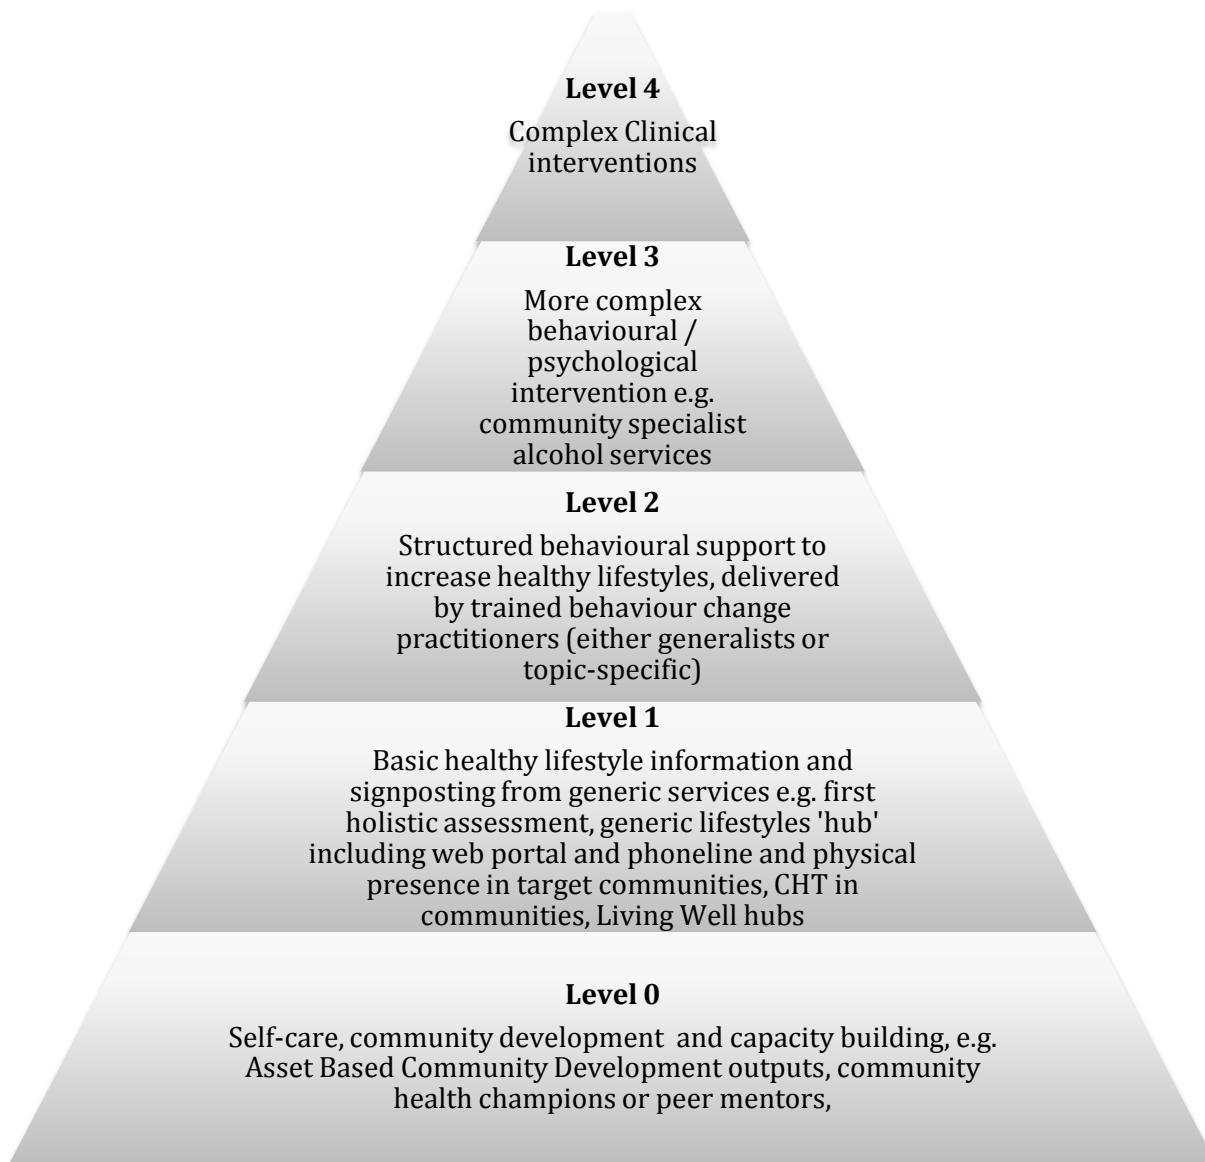 Level 4
Complex Clinical
interventions
Level 3
More complex
behavioural /
psychological
intervention e.g.
community specialist
alcohol services
Level 2
Structured behavioural support to
increase healthy lifestyles, delivered
by trained behaviour change
practitioners (either generalists or
topic-specific)
Level 1
Basic healthy lifestyle information and
signposting from generic services e.g. first
holistic assessment, generic lifestyles 'hub'
including web portal and phoneline and physical
presence in target communities, CHT in
communities, Living Well hubs
Level 0
Self-care, community development  and capacity building, e.g.
Asset Based Community Development outputs, community
health champions or peer mentors,